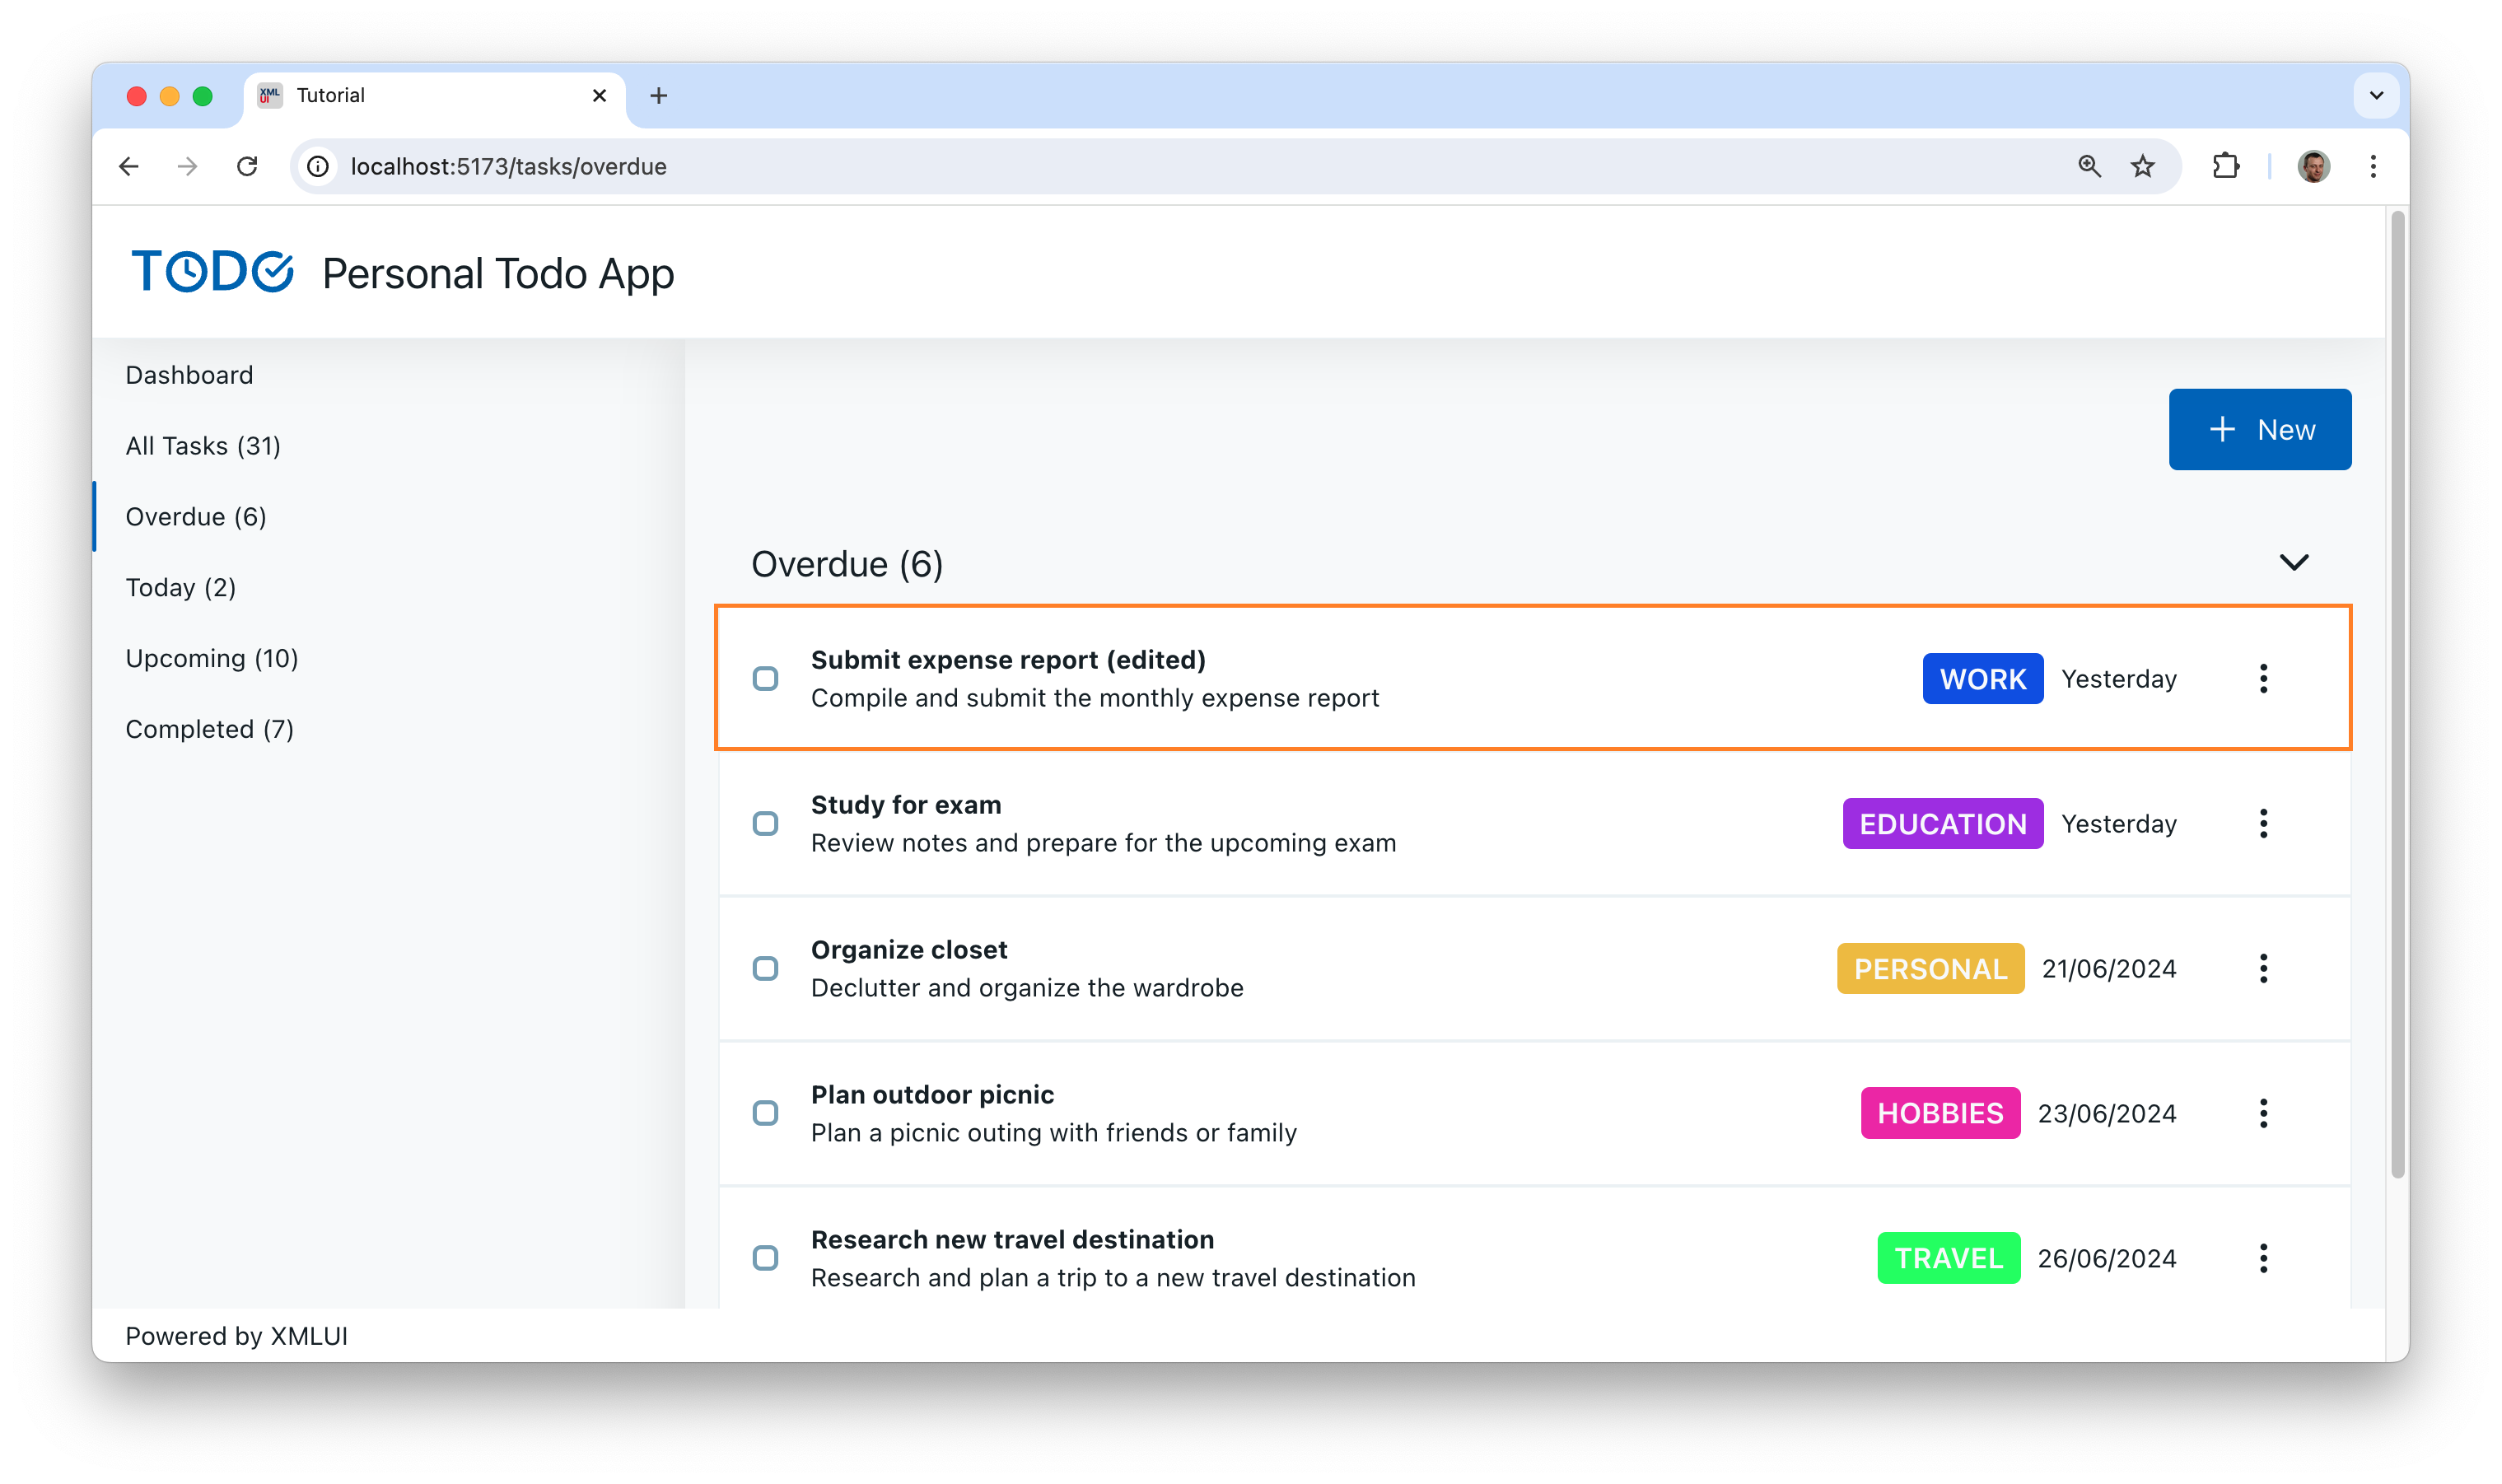 XML
UI
Tutorial
localhost:5173/tasks/overdue
TODO Personal Todo App
Dashboard
All Tasks (31)
Overdue (6)
Today (2)
Upcoming (10)
Completed (7)
New
Overdue (6)
Submit expense report (edited)
Compile and submit the monthly expense report
WORK Yesterday
Study for exam
Review notes and prepare for the upcoming exam
EDUCATION Yesterday
Organize closet
Declutter and organize the wardrobe
PERSONAL 21/06/2024
Plan outdoor picnic
Plan a picnic outing with friends or family
HOBBIES 23/06/2024
Research new travel destination
Research and plan a trip to a new travel destination
TRAVEL 26/06/2024
Powered by XMLUI